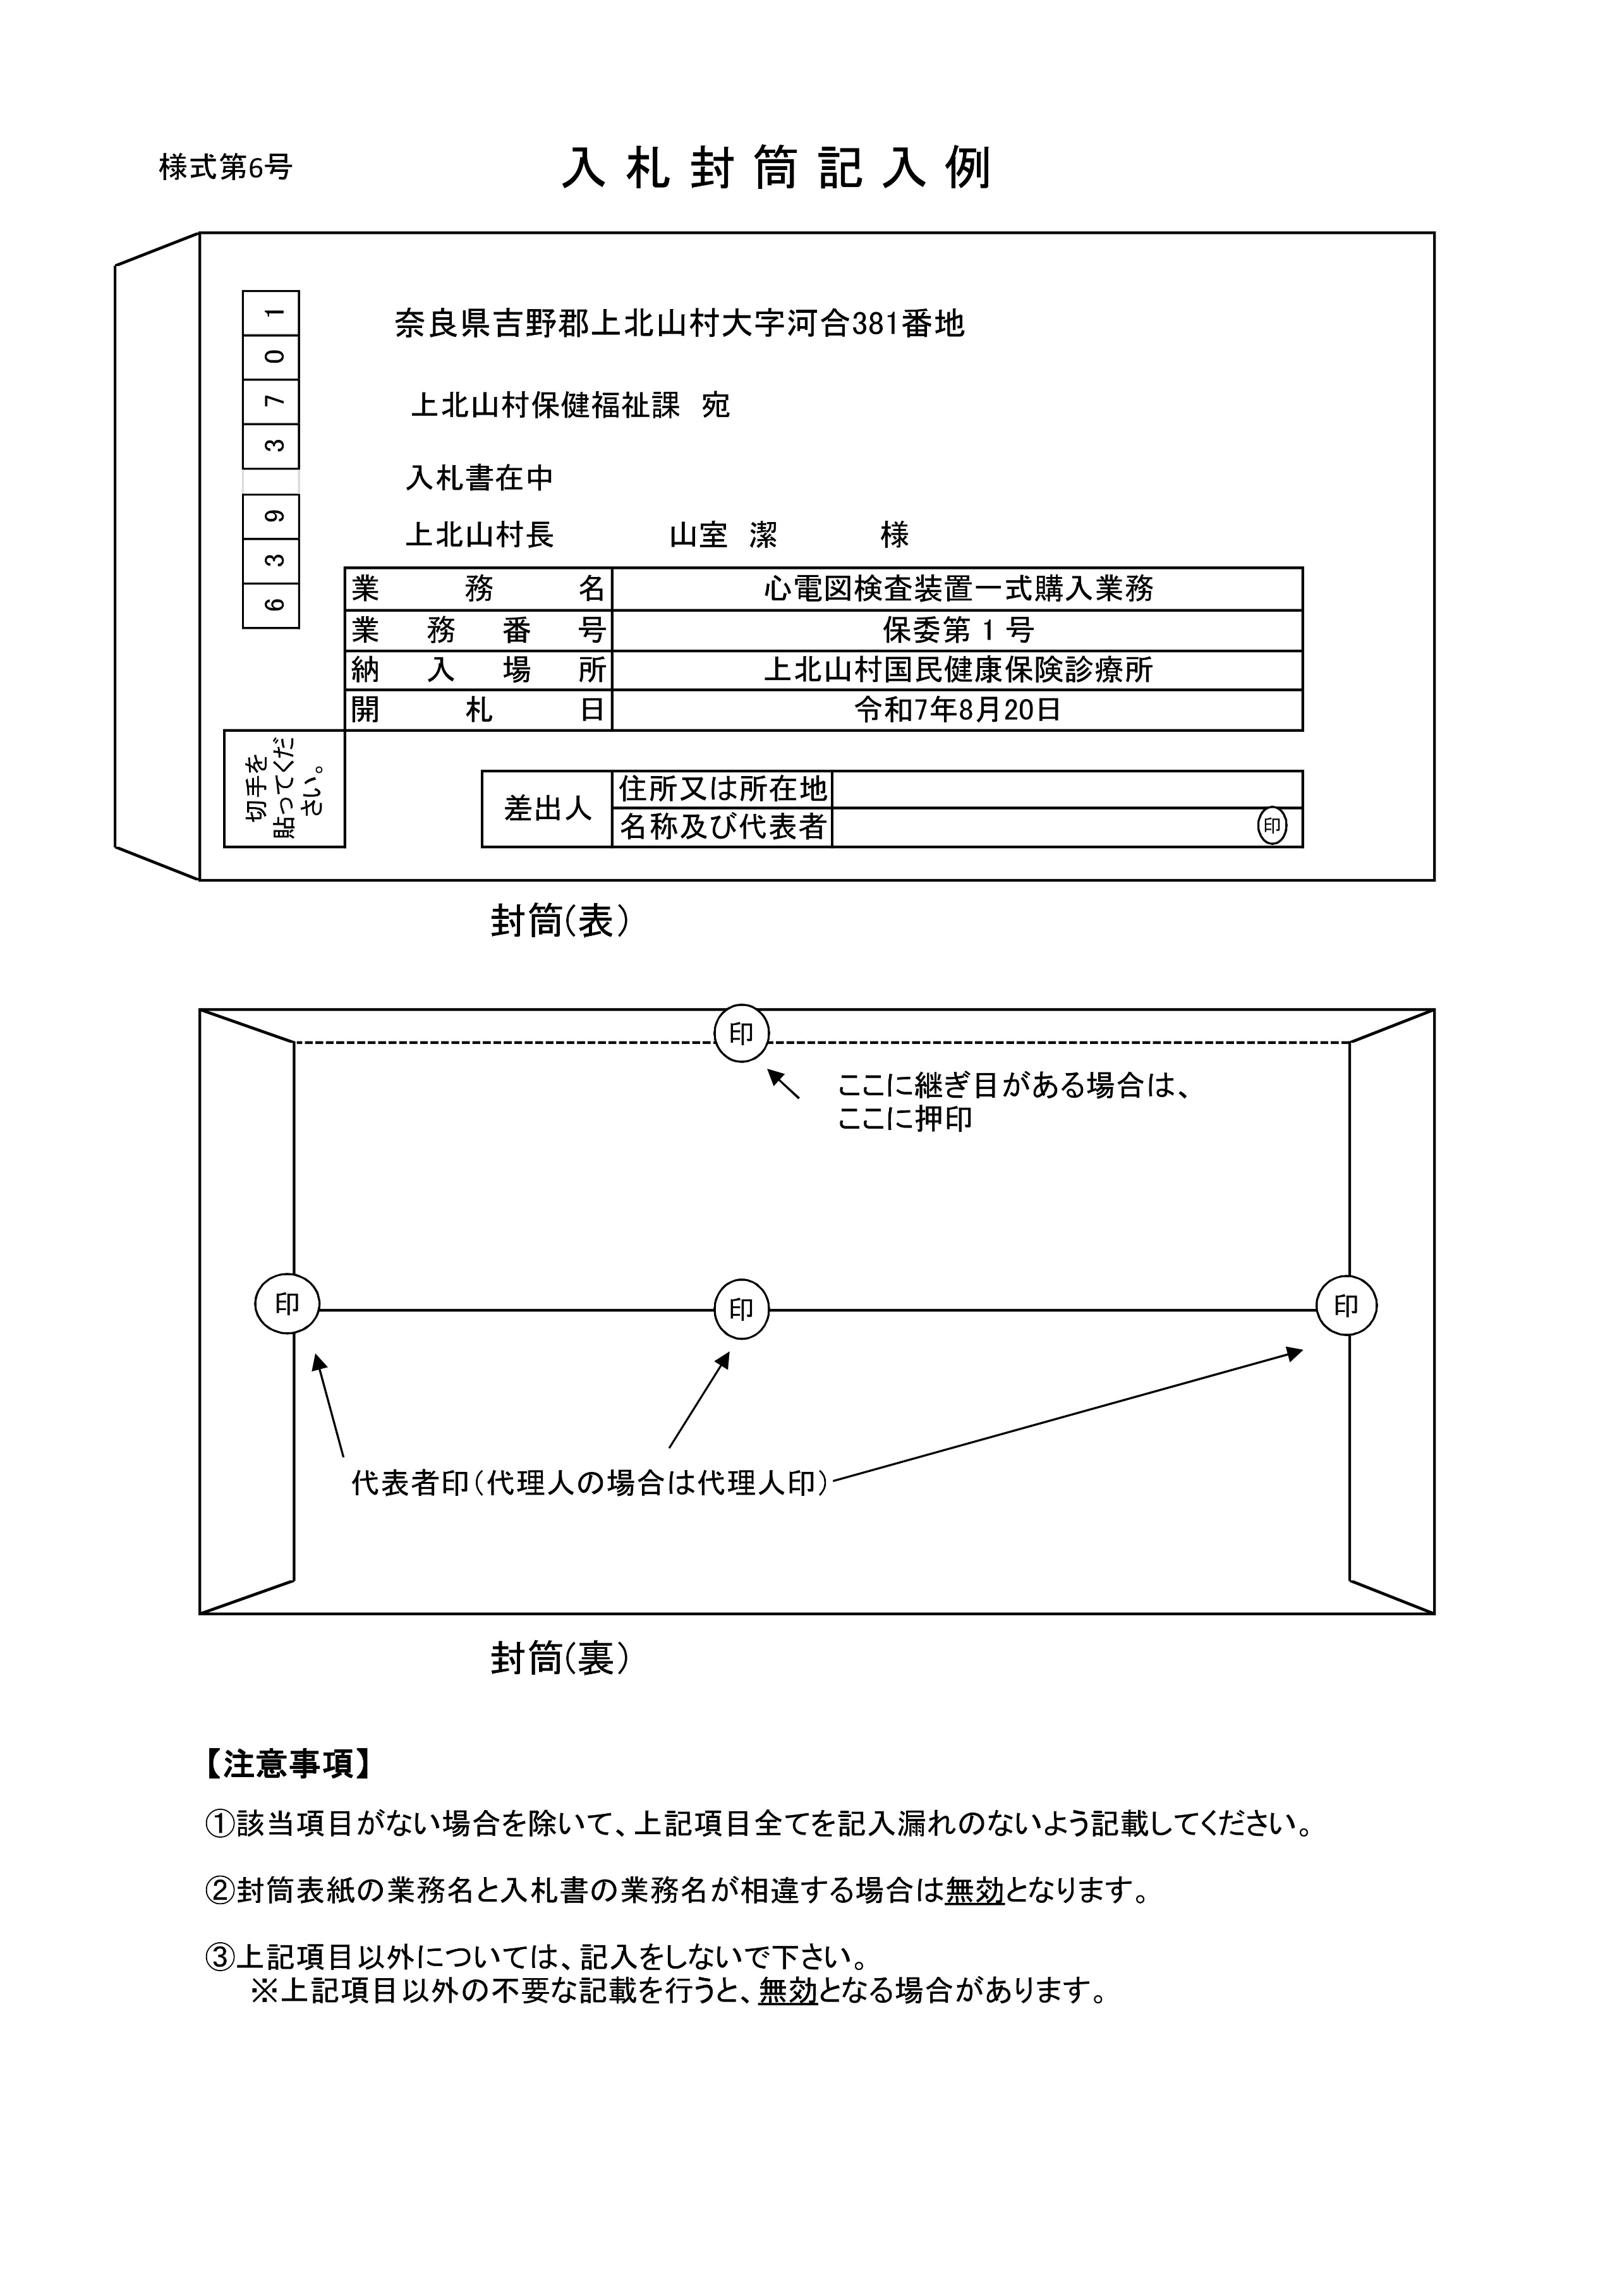 様式第6号
入札封筒記入例
1
0
7
3
9
3
6
奈良県吉野郡上北山村大字河合381番地
上北山村保健福祉課 宛
入札書在中
上北山村長 山室 潔 様
業務名 心電図検査装置一式購入業務
業務番号 保委第1号
納入場所 上北山村国民健康保険診療所
開札日 令和7年8月20日
切手を
貼ってくだ
さい。
差出人
住所又は所在地
名称及び代表者 印
封筒(表)
印
ここに継ぎ目がある場合は、
ここに押印
印 印 印
代表者印(代理人の場合は代理人印)
封筒(裏)
【注意事項】
①該当項目がない場合を除いて、上記項目全てを記入漏れのないよう記載してください。
②封筒表紙の業務名と入札書の業務名が相違する場合は無効となります。
③上記項目以外については、記入をしないで下さい。
※上記項目以外の不要な記載を行うと、無効となる場合があります。